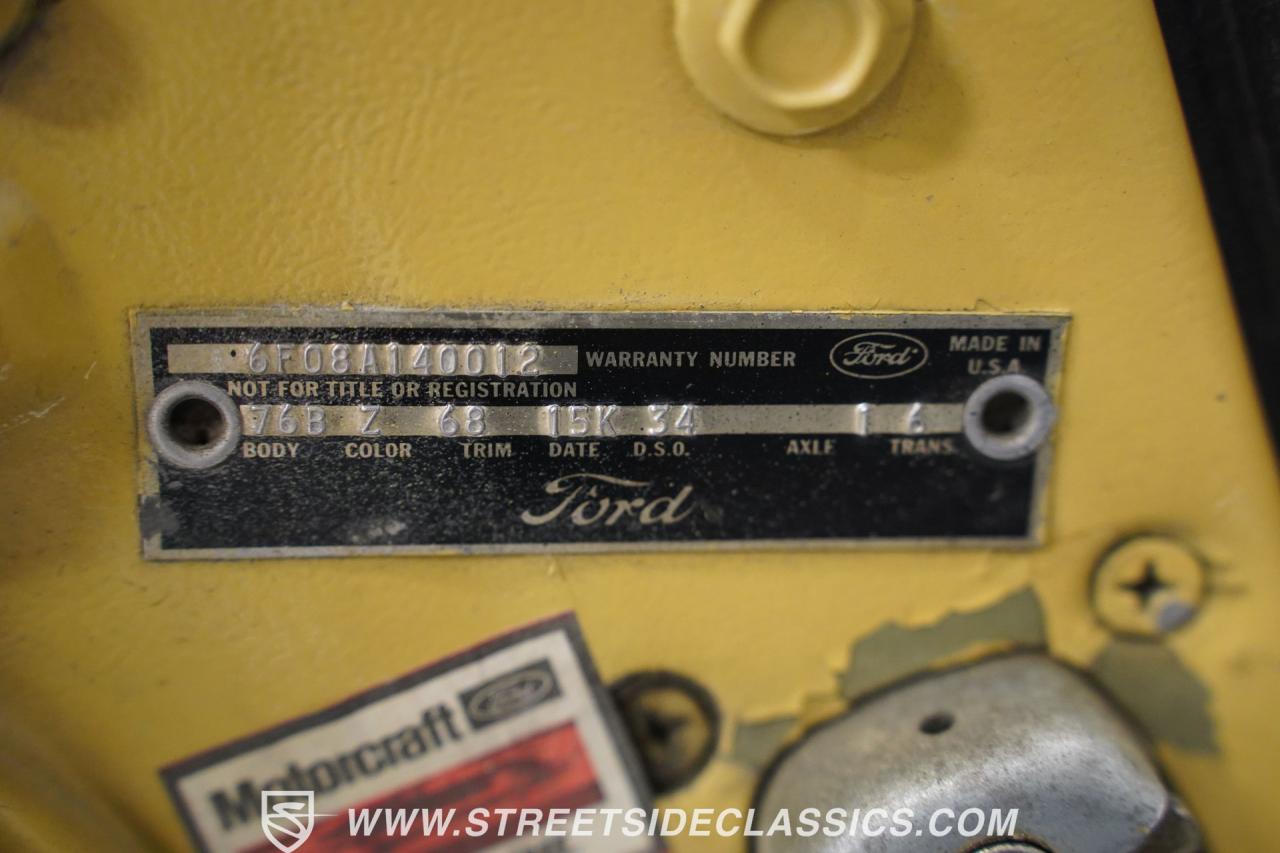 6F08A140012 WARRANTY NUMBER Ford MADE IN
U.S.A.
NOT FOR TITLE OR REGISTRATION
76B Z 68 15K 34 1 6
BODY COLOR TRIM DATE D.S.O. AXLE TRANS.
Ford
Motorcraft Ford
WWW.STREETSIDECLASSICS.COM